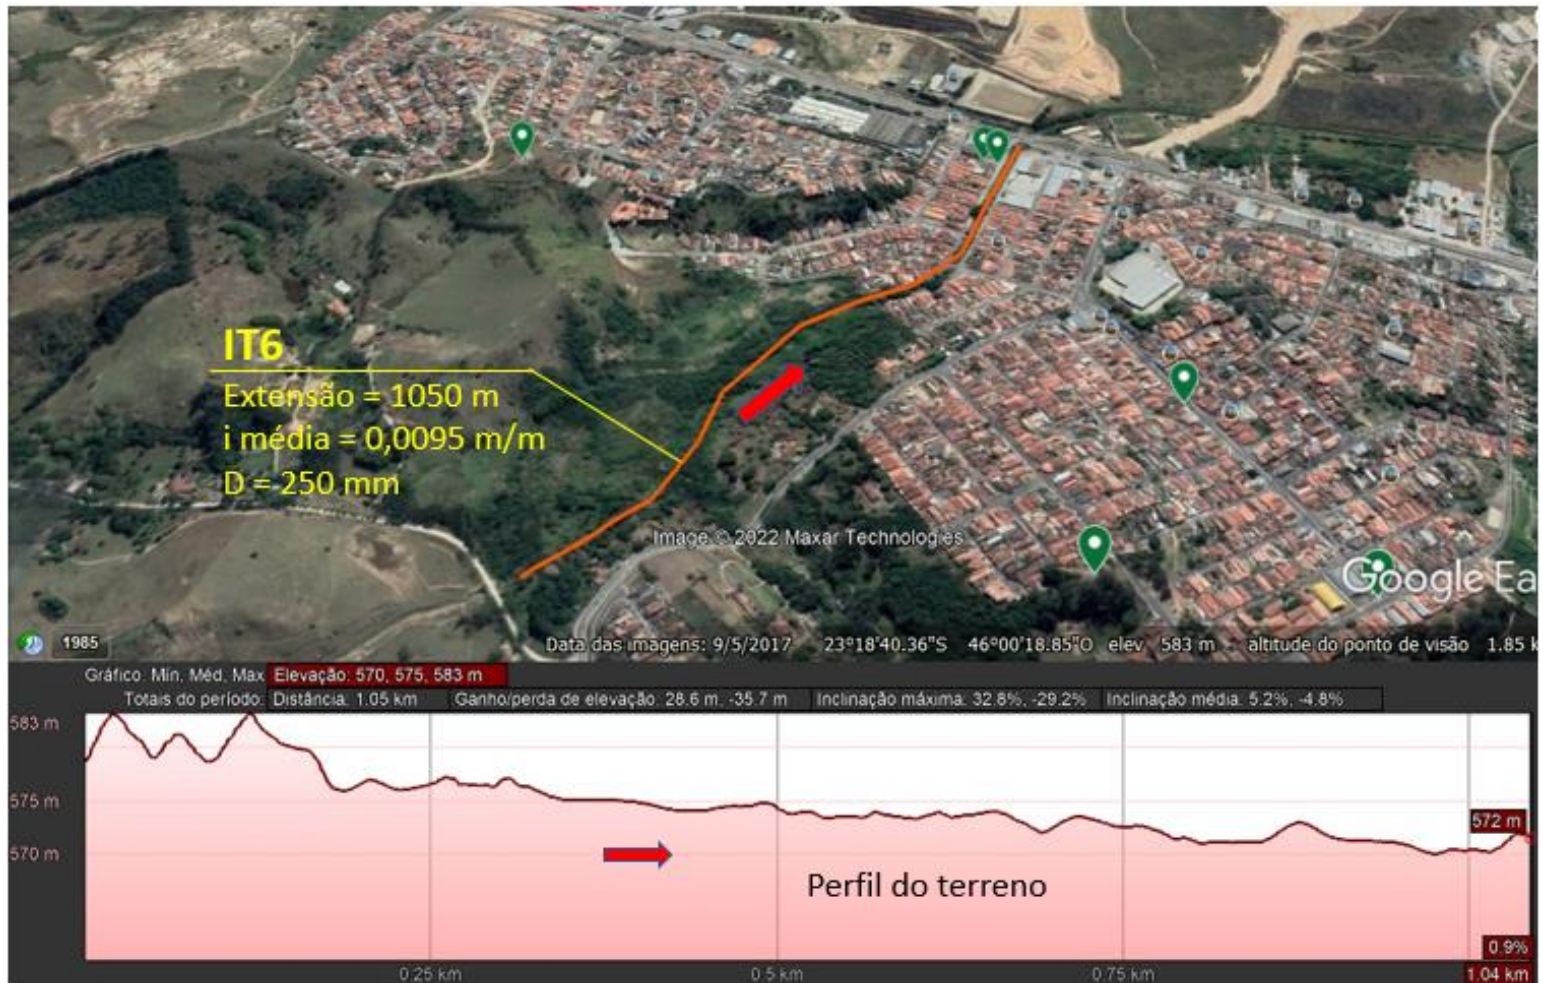 IT6
Extensão = 1050 m
i média = 0,0095 m/m
D = 250 mm
Image © 2022 Maxar Technologies
Google Ea
1985
Data das imagens: 9/5/2017 23°18'40.36"S 46°00'18.85"O elev 583 m altitude do ponto de visão 1.85 k
Gráfico: Mín, Méd, Max Elevação: 570, 575, 583 m
Totais do período: Distância: 1.05 km Ganho/perda de elevação: 28.6 m, -35.7 m Inclinação máxima: 32.8%, -29.2% Inclinação média: 5.2%, -4.8%
583 m
575 m
572 m
570 m
Perfil do terreno
0.9%
0.25 km 0.5 km 0.75 km 1.04 km